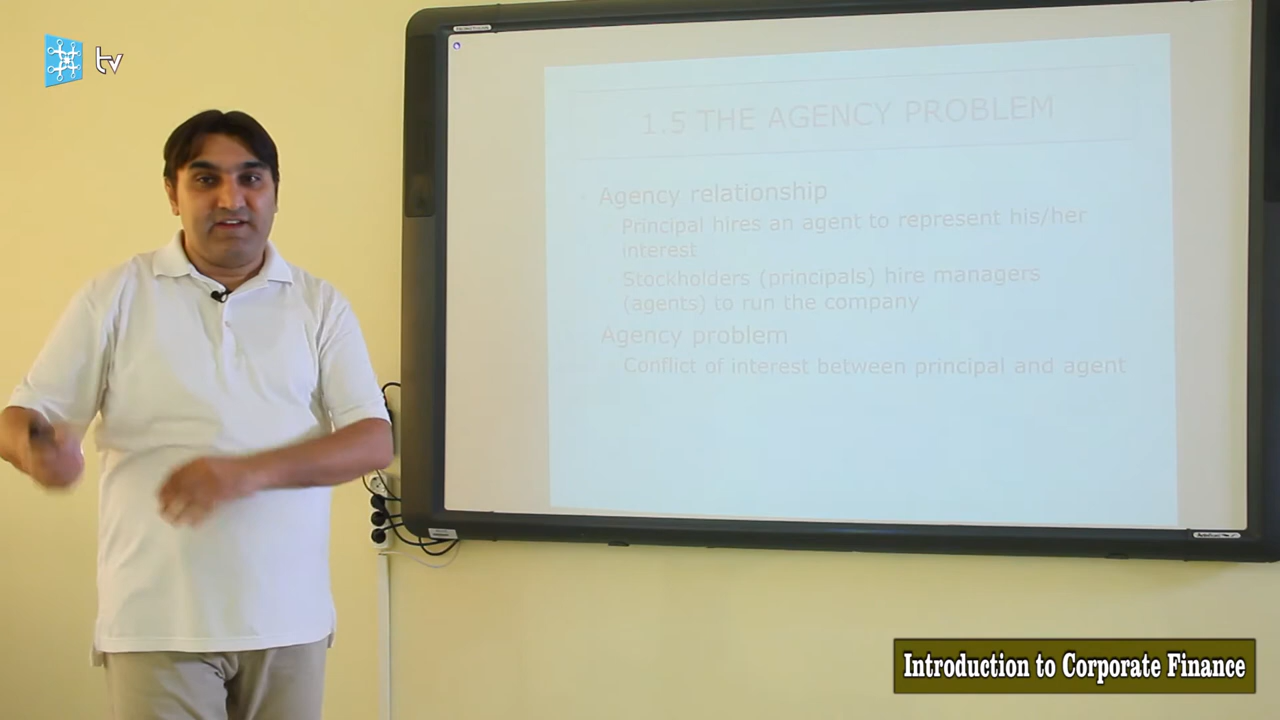 tv
1.5 THE AGENCY PROBLEM
Agency relationship
Principal hires an agent to represent his/her
interest
Stockholders (principals) hire managers
(agents) to run the company
Agency problem
Conflict of interest between principal and agent
Introduction to Corporate Finance